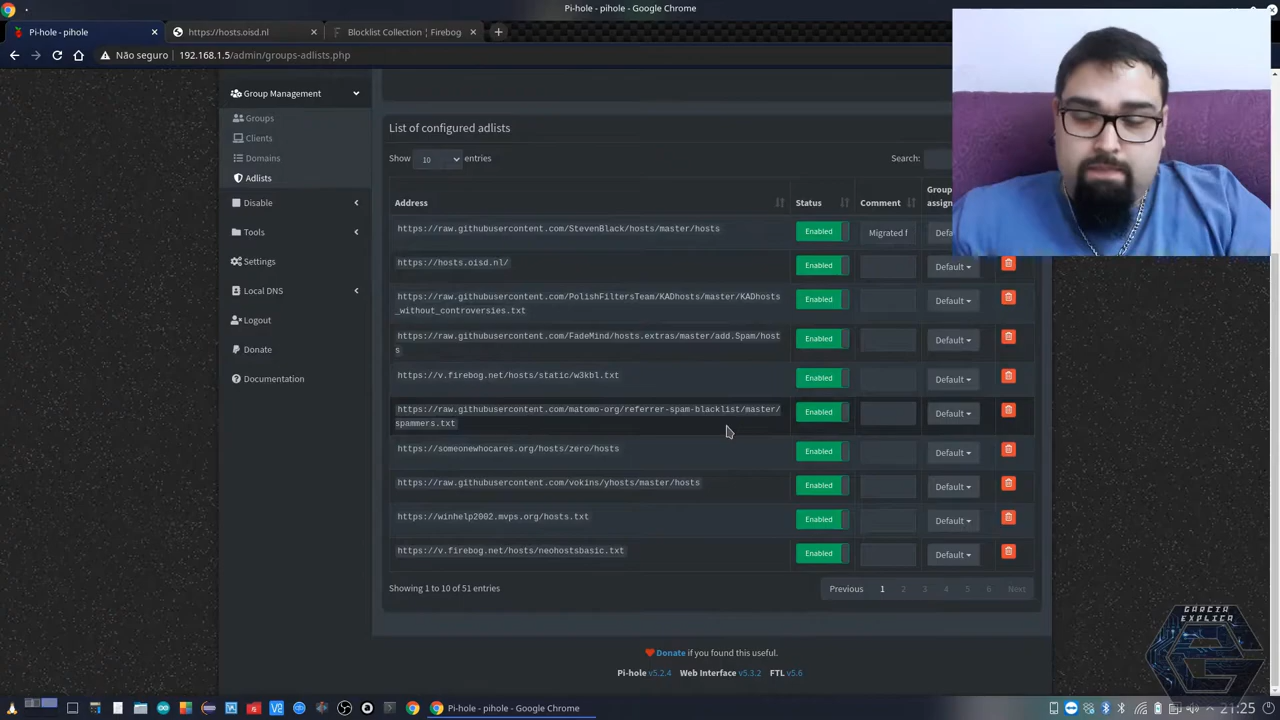 Pi-hole - pihole - Google Chrome
Pi-hole - pihole
https://hosts.oisd.nl
Blocklist Collection | Firebog
Não seguro
192.168.1.5/admin/groups-adlists.php
Group Management
Groups
Clients
Domains
Adlists
Disable
Tools
Settings
Local DNS
Logout
Donate
Documentation
List of configured adlists
Show 10 entries
Search:
Address Status Comment Group
assign
https://raw.githubusercontent.com/StevenBlack/hosts/master/hosts Enabled Migrated f Defa
https://hosts.oisd.nl/ Enabled Default
https://raw.githubusercontent.com/PolishFiltersTeam/KADhosts/master/KADhosts
_without_controversies.txt Enabled Default
https://raw.githubusercontent.com/FadeMind/hosts.extras/master/add.Spam/host
s Enabled Default
https://v.firebog.net/hosts/static/w3kbl.txt Enabled Default
https://raw.githubusercontent.com/matomo-org/referrer-spam-blacklist/master/
spammers.txt Enabled Default
https://someonewhocares.org/hosts/zero/hosts Enabled Default
https://raw.githubusercontent.com/vokins/yhosts/master/hosts Enabled Default
https://winhelp2002.mvps.org/hosts.txt Enabled Default
https://v.firebog.net/hosts/neohostsbasic.txt Enabled Default
Showing 1 to 10 of 51 entries
Previous 1 2 3 4 5 6 Next
Donate if you found this useful.
Pi-hole v5.2.4 Web Interface v5.3.2 FTL v5.6
GARCIA
EXPLICA
Pi-hole - pihole - Google Chrome
21:25